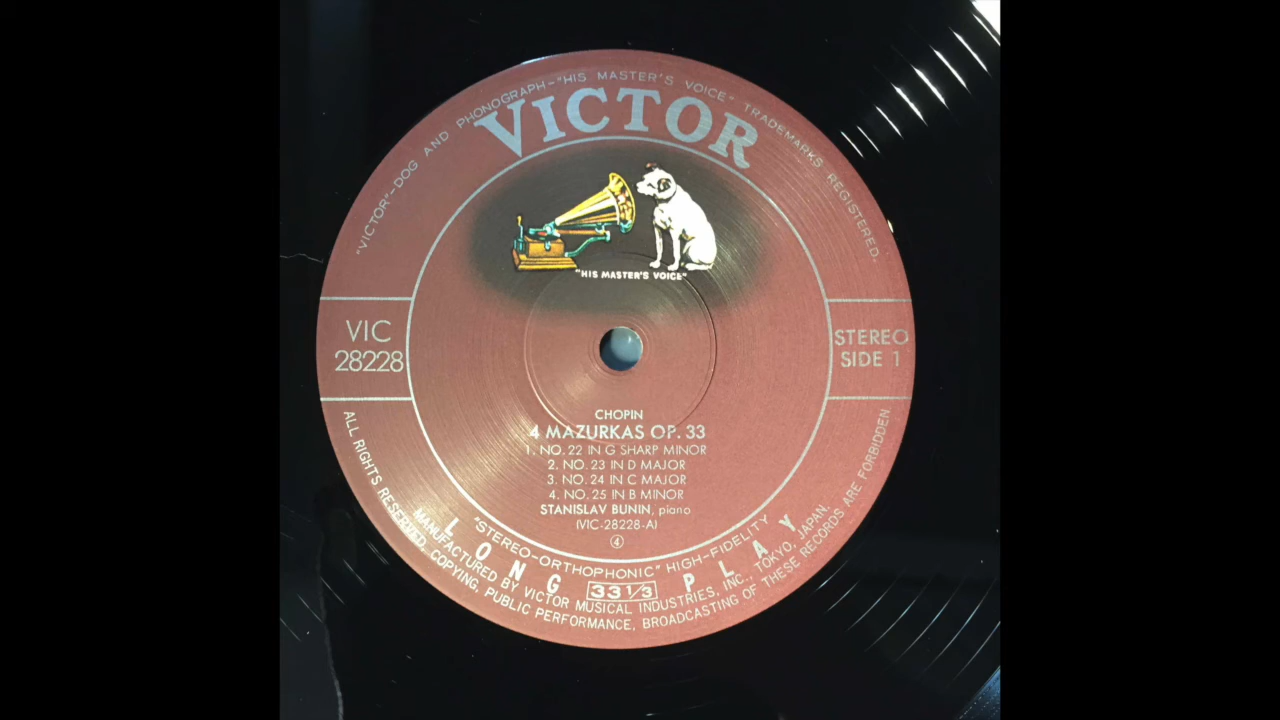 "VICTOR"-DOG AND PHONOGRAPH-"HIS MASTER'S VOICE" TRADEMARKS REGISTERED.
VICTOR
"HIS MASTER'S VOICE"
VIC
28228
STEREO
SIDE 1
CHOPIN
4 MAZURKAS OP. 33
1. NO. 22 IN G SHARP MINOR
2. NO. 23 IN D MAJOR
3. NO. 24 IN C MAJOR
4. NO. 25 IN B MINOR
STANISLAV BUNIN, piano
(VIC-28228-A)
④
"STEREO-ORTHOPHONIC" HIGH-FIDELITY
LONG 33 1/3 PLAY
MANUFACTURED BY VICTOR MUSICAL INDUSTRIES, INC., TOKYO, JAPAN.
ALL RIGHTS RESERVED. COPYING, PUBLIC PERFORMANCE, BROADCASTING OF THESE RECORDS ARE FORBIDDEN.